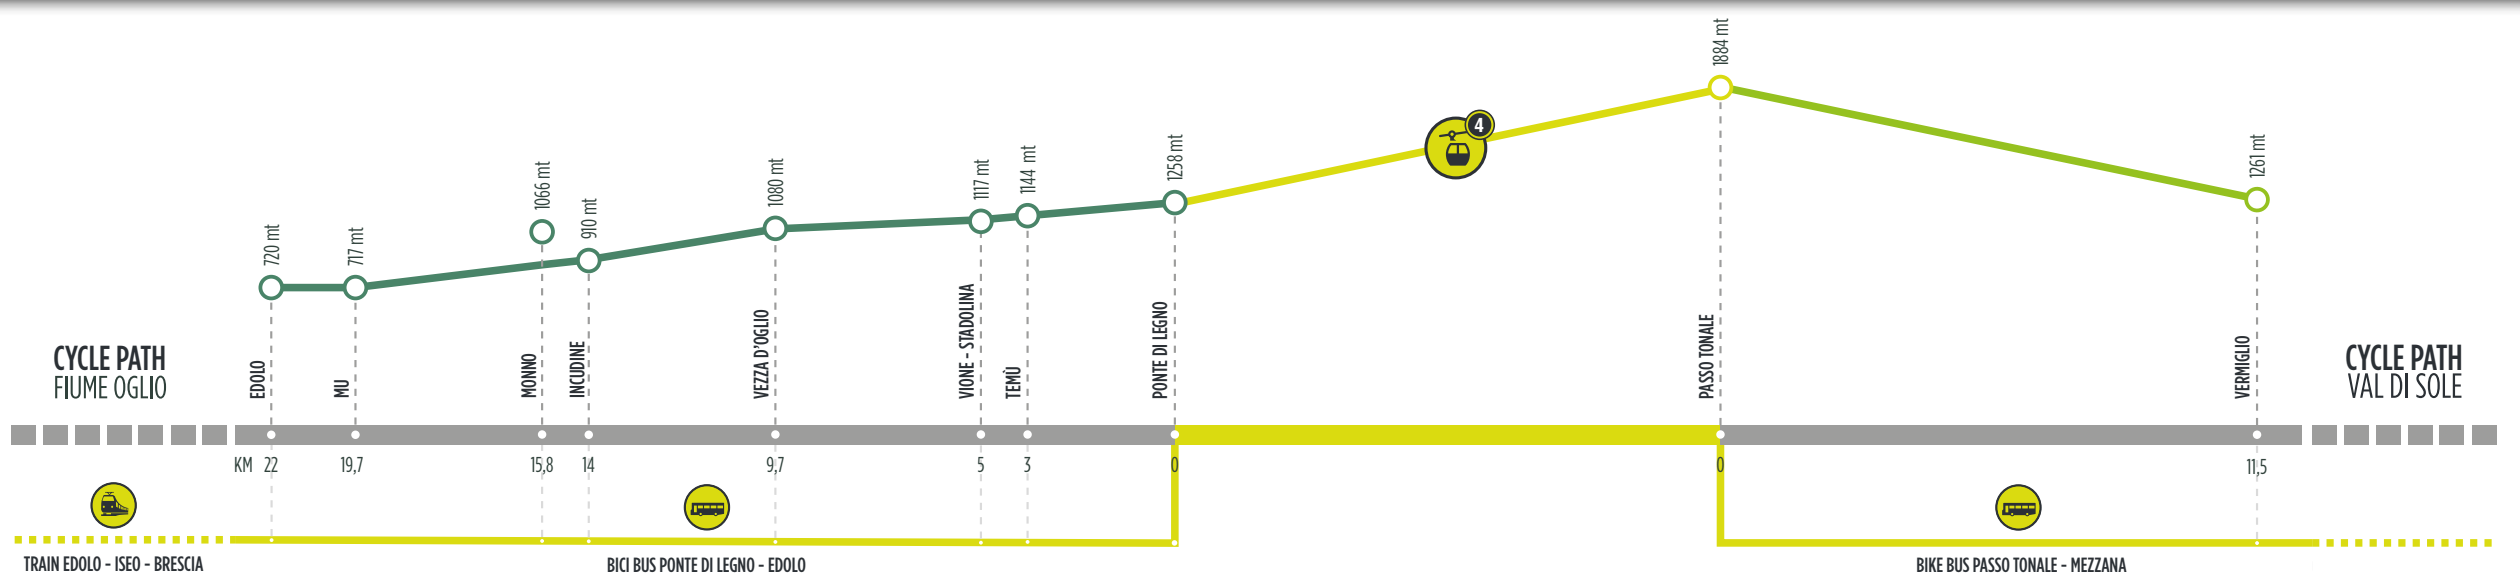 1884 mt
1258 mt
1261 mt
1144 mt
1117 mt
1080 mt
1066 mt
910 mt
720 mt
717 mt
4
CYCLE PATH
FIUME OGLIO
EDOLO
MU
MONNO
INCUDINE
VEZZA D'OGLIO
VIONE - STADOLINA
TEMÙ
PONTE DI LEGNO
PASSO TONALE
VERMIGLIO
CYCLE PATH
VAL DI SOLE
KM 22 19,7 15,8 14 9,7 5 3 0 0 11,5
TRAIN EDOLO - ISEO - BRESCIA
BICI BUS PONTE DI LEGNO - EDOLO
BIKE BUS PASSO TONALE - MEZZANA